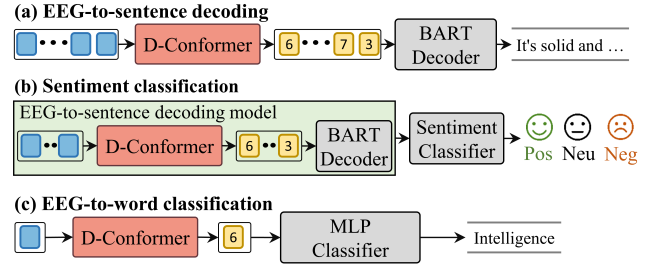 (a) EEG-to-sentence decoding
D-Conformer
6 ••• 7 3
BART
Decoder
It's solid and ...
(b) Sentiment classification
EEG-to-sentence decoding model
D-Conformer
6 •• 3
BART
Decoder
Sentiment
Classifier
Pos Neu Neg
(c) EEG-to-word classification
D-Conformer
6
MLP
Classifier
Intelligence